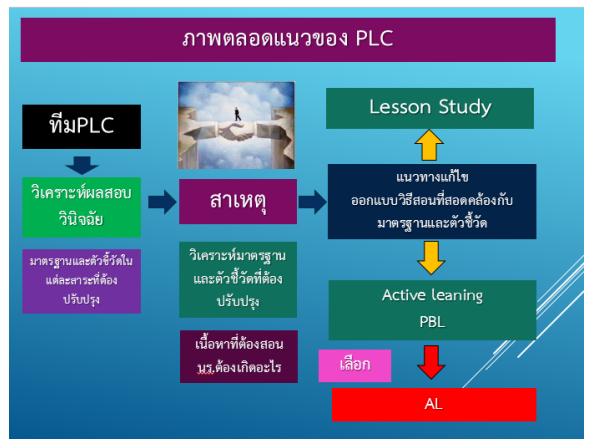 ภาพตลอดแนวของ PLC
ทีมPLC
วิเคราะห์ผลสอบ
วินิจฉัย
มาตรฐานและตัวชี้วัดใน
แต่ละสาระที่ต้อง
ปรับปรุง
สาเหตุ
วิเคราะห์มาตรฐาน
และตัวชี้วัดที่ต้อง
ปรับปรุง
เนื้อหาที่ต้องสอน
นร.ต้องเกิดอะไร
Lesson Study
แนวทางแก้ไข
ออกแบบวิธีสอนที่สอดคล้องกับ
มาตรฐานและตัวชี้วัด
Active leaning
PBL
เลือก
AL